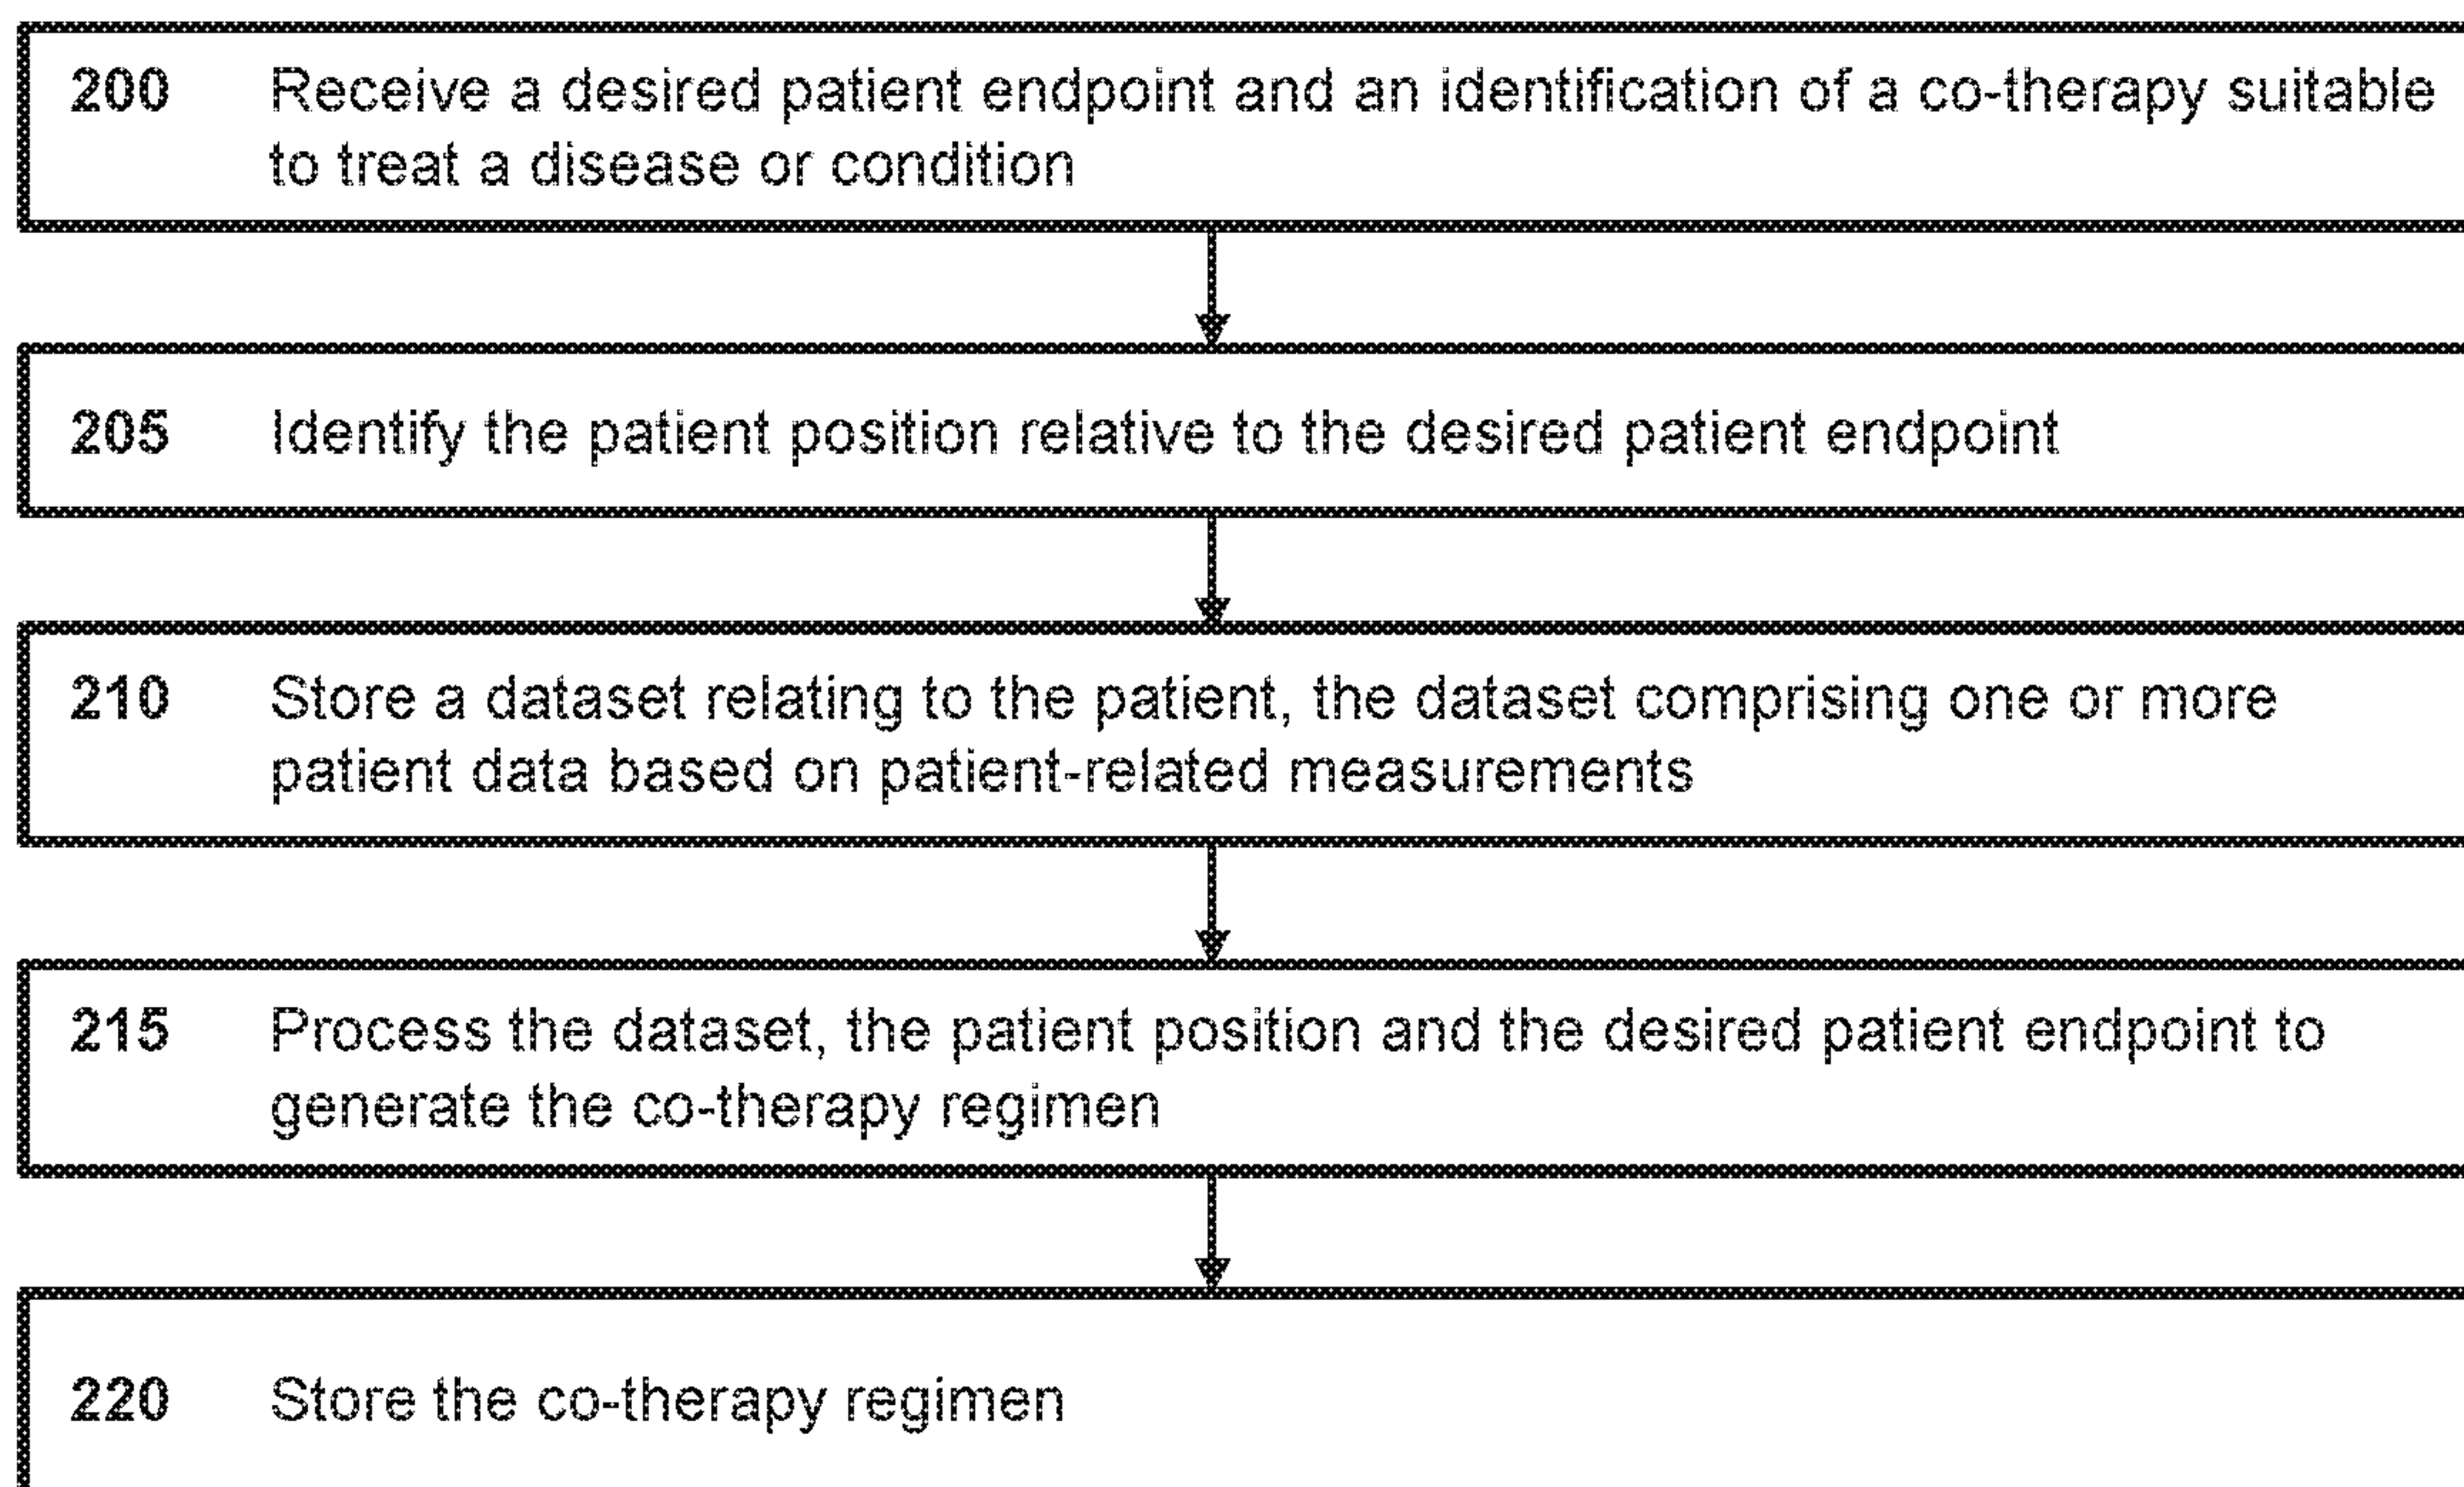 200 Receive a desired patient endpoint and an identification of a co-therapy suitable
to treat a disease or condition
205 Identify the patient position relative to the desired patient endpoint
210 Store a dataset relating to the patient, the dataset comprising one or more
patient data based on patient-related measurements
215 Process the dataset, the patient position and the desired patient endpoint to
generate the co-therapy regimen
220 Store the co-therapy regimen